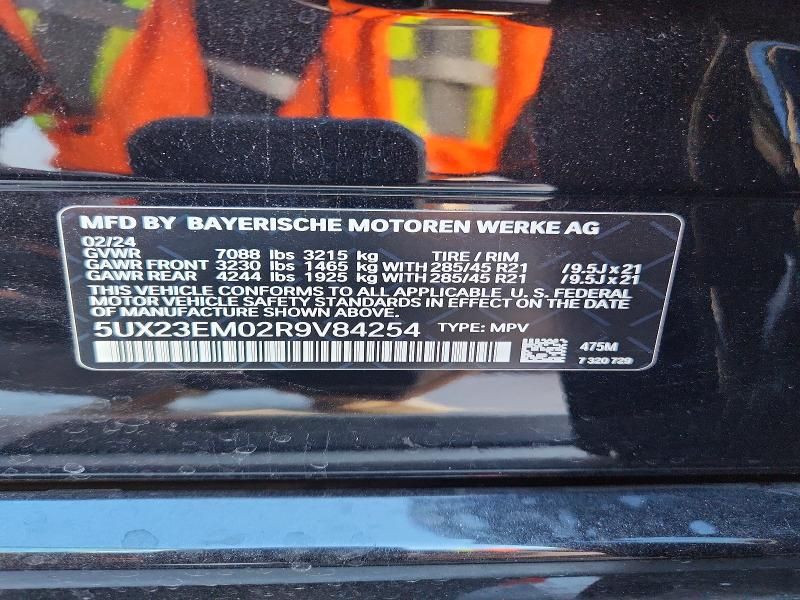 MFD BY BAYERISCHE MOTOREN WERKE AG
02/24
GVWR 7088 lbs 3215 kg TIRE / RIM
GAWR FRONT 3230 lbs 1465 kg WITH 285/45 R21 /9.5J x 21
GAWR REAR 4244 lbs 1925 kg WITH 285/45 R21 /9.5J x 21
THIS VEHICLE CONFORMS TO ALL APPLICABLE U. S. FEDERAL
MOTOR VEHICLE SAFETY STANDARDS IN EFFECT ON THE DATE
OF MANUFACTURE SHOWN ABOVE.
5UX23EM02R9V84254 TYPE: MPV
475M
7 320 729